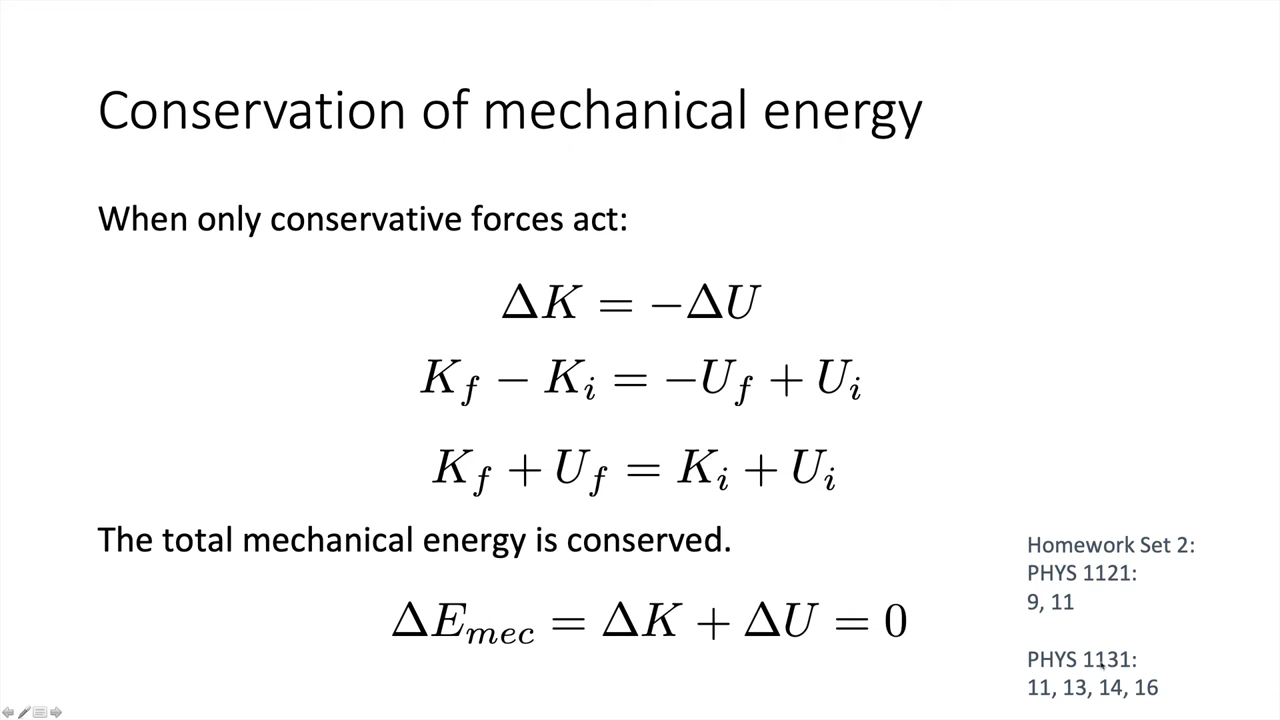 Conservation of mechanical energy
When only conservative forces act:
ΔK = −ΔU
K_f − K_i = −U_f + U_i
K_f + U_f = K_i + U_i
The total mechanical energy is conserved.
ΔE_mec = ΔK + ΔU = 0
Homework Set 2:
PHYS 1121:
9, 11
PHYS 1131:
11, 13, 14, 16